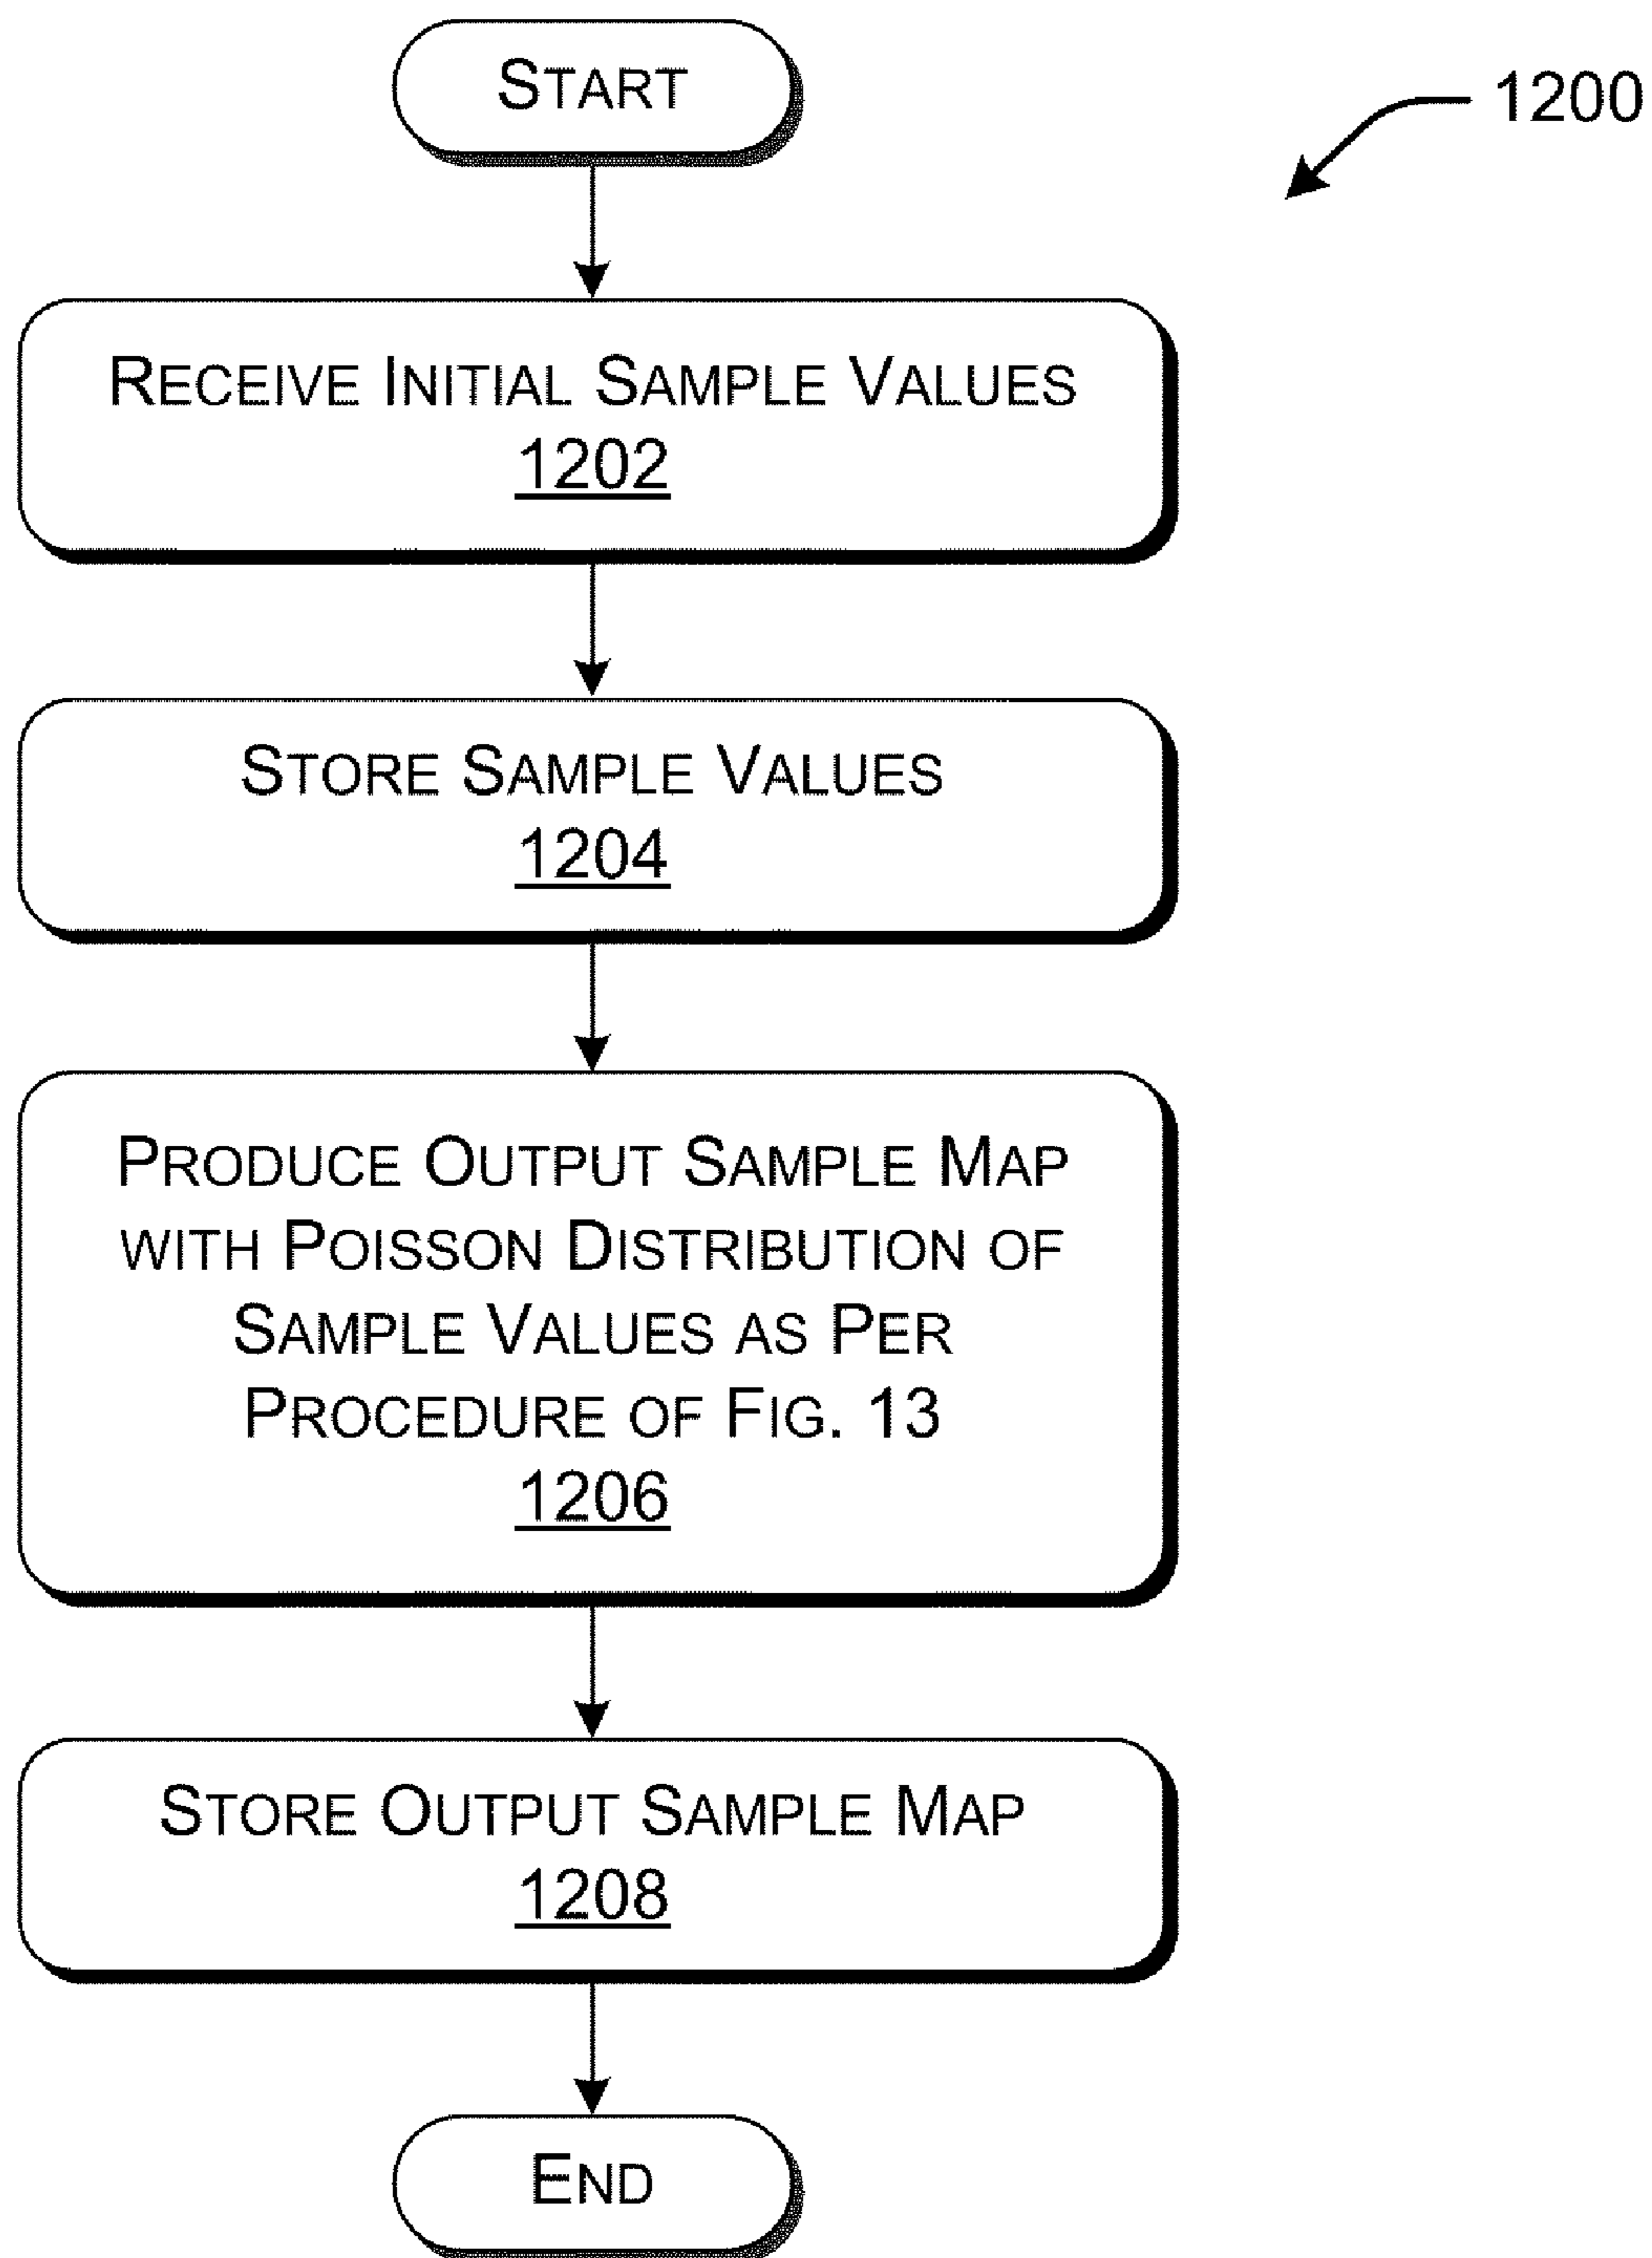 START
1200
RECEIVE INITIAL SAMPLE VALUES
1202
STORE SAMPLE VALUES
1204
PRODUCE OUTPUT SAMPLE MAP
WITH POISSON DISTRIBUTION OF
SAMPLE VALUES AS PER
PROCEDURE OF FIG. 13
1206
STORE OUTPUT SAMPLE MAP
1208
END